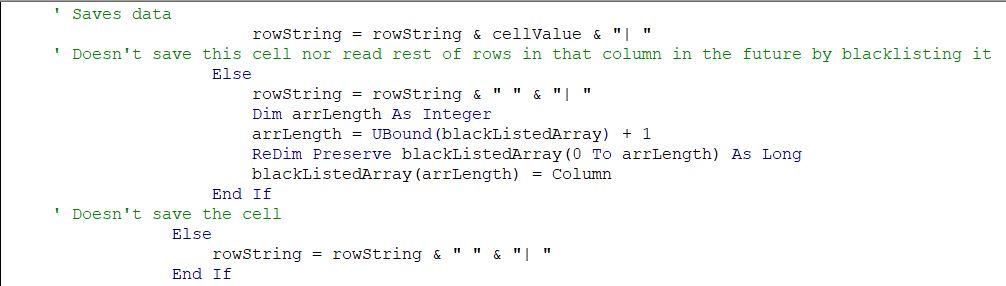 ' Saves data
rowString = rowString & cellValue & "| "
' Doesn't save this cell nor read rest of rows in that column in the future by blacklisting it
Else
rowString = rowString & " " & "| "
Dim arrLength As Integer
arrLength = UBound(blackListedArray) + 1
ReDim Preserve blackListedArray(0 To arrLength) As Long
blackListedArray(arrLength) = Column
End If
' Doesn't save the cell
Else
rowString = rowString & " " & "| "
End If